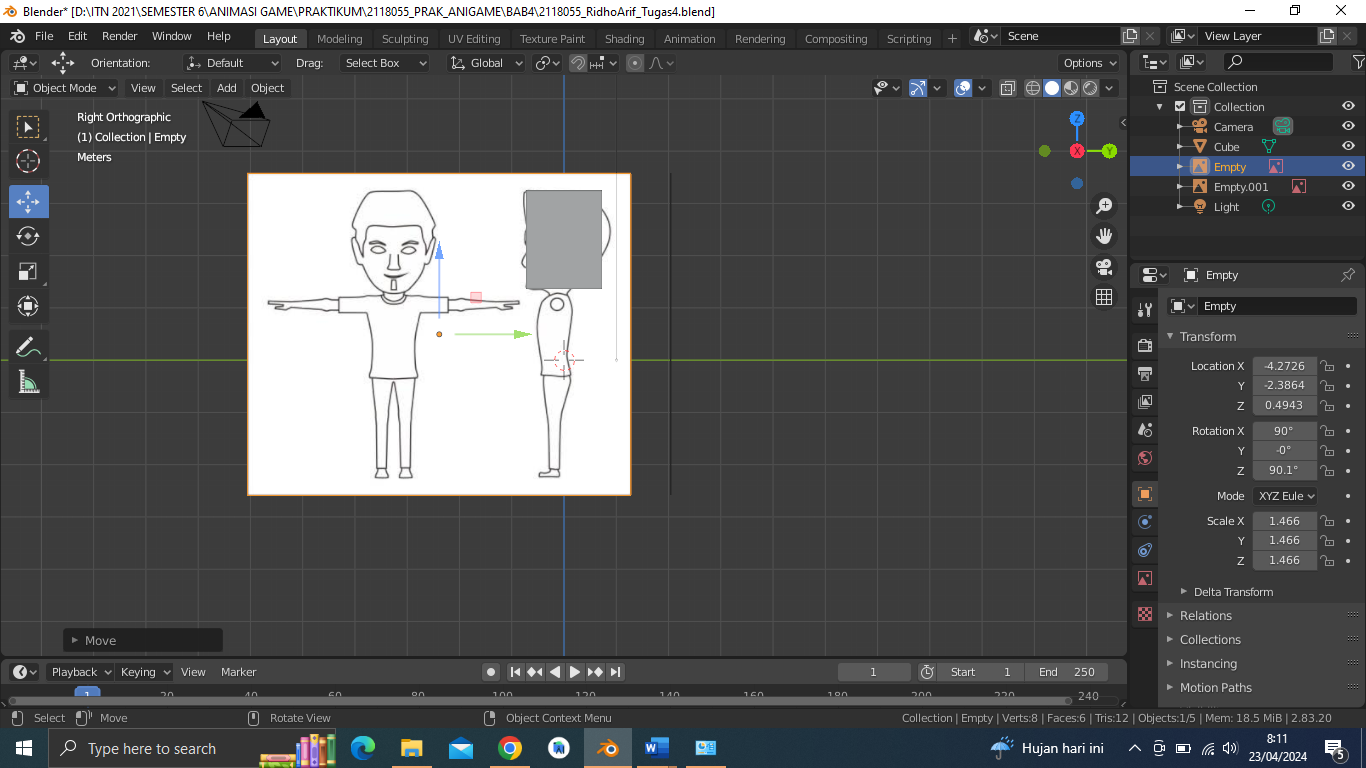 Blender* [D:\ITN 2021\SEMESTER 6\ANIMASI GAME\PRAKTIKUM\2118055_PRAK_ANIGAME\BAB4\2118055_RidhoArif_Tugas4.blend]
File Edit Render Window Help Layout Modeling Sculpting UV Editing Texture Paint Shading Animation Rendering Compositing Scripting + Scene View Layer
Orientation: Default Drag: Select Box Global Options
Object Mode View Select Add Object
Right Orthographic
(1) Collection | Empty
Meters
Z
X
Y
Scene Collection
Collection
Camera
Cube
Empty
Empty.001
Light
Empty
Empty
Transform
Location X -4.2726
Y -2.3864
Z 0.4943
Rotation X 90°
Y -0°
Z 90.1°
Mode XYZ Eule
Scale X 1.466
Y 1.466
Z 1.466
Delta Transform
Relations
Collections
Instancing
Motion Paths
Move
Playback Keying View Marker 1 Start 1 End 250
1 20 40 60 80 100 120 140 160 180 200 220 240
Select Move Rotate View Object Context Menu Collection | Empty | Verts:8 | Faces:6 | Tris:12 | Objects:1/5 | Mem: 18.5 MiB | 2.83.20
Type here to search Hujan hari ini 8:11
23/04/2024 5